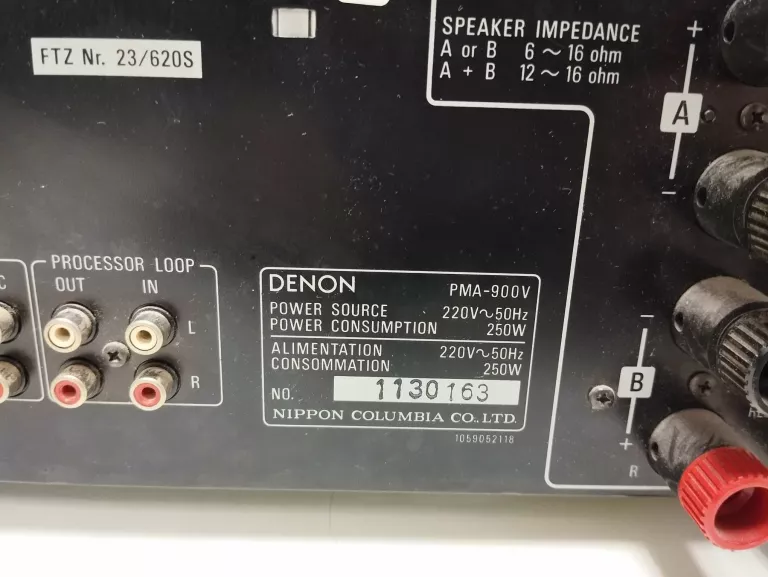 FTZ Nr. 23/620S
SPEAKER IMPEDANCE
A or B 6 ~ 16 ohm
A + B 12 ~ 16 ohm
+
A
−
PROCESSOR LOOP
OUT IN
L
R
C
DENON PMA-900V
POWER SOURCE 220V~50Hz
POWER CONSUMPTION 250W
ALIMENTATION 220V~50Hz
CONSOMMATION 250W
NO. 1130163
NIPPON COLUMBIA CO., LTD.
1059052118
−
B
+
R